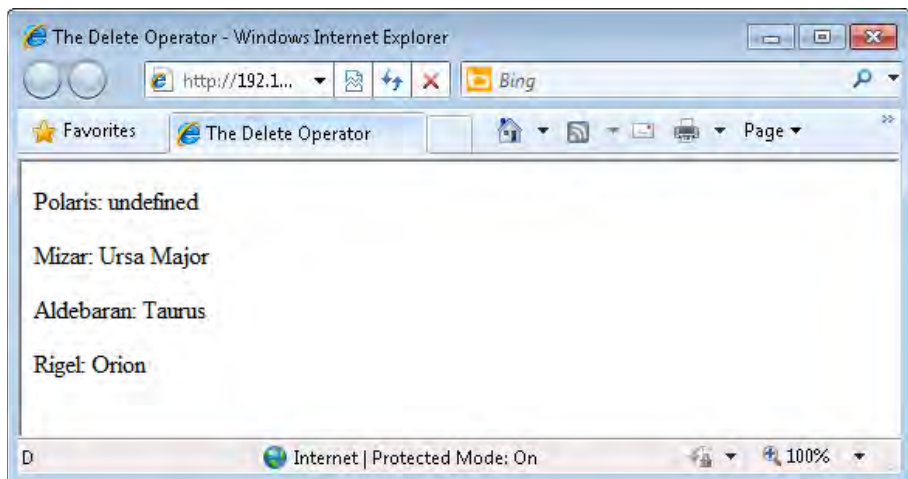 The Delete Operator - Windows Internet Explorer
http://192.1...
Bing
Favorites
The Delete Operator
Page
Polaris: undefined
Mizar: Ursa Major
Aldebaran: Taurus
Rigel: Orion
D
Internet | Protected Mode: On
100%